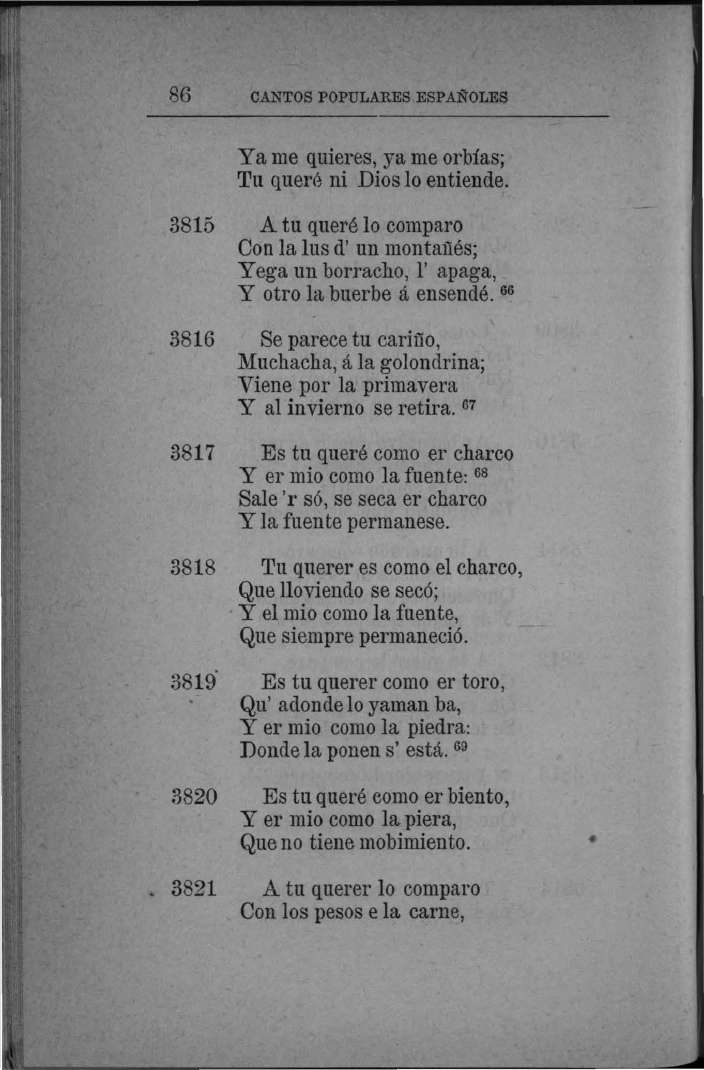 86 CANTOS POPULARES ESPAÑOLES
Ya me quieres, ya me orbías;
Tu queré ni Dios lo entiende.
3815 A tu queré lo comparo
Con la lus d' un montañés;
Yega un borracho, l' apaga,
Y otro la buerbe á ensendé. 66
3816 Se parece tu cariño,
Muchacha, á la golondrina;
Viene por la primavera
Y al invierno se retira. 67
3817 Es tu queré como er charco
Y er mio como la fuente: 68
Sale 'r só, se seca er charco
Y la fuente permanese.
3818 Tu querer es como el charco,
Que lloviendo se secó;
Y el mio como la fuente,
Que siempre permaneció.
3819 Es tu querer como er toro,
Qu' adonde lo yaman ba,
Y er mio como la piedra:
Donde la ponen s' está. 69
3820 Es tu queré como er biento,
Y er mio como la piera,
Que no tiene mobimiento.
3821 A tu querer lo comparo
Con los pesos e la carne,